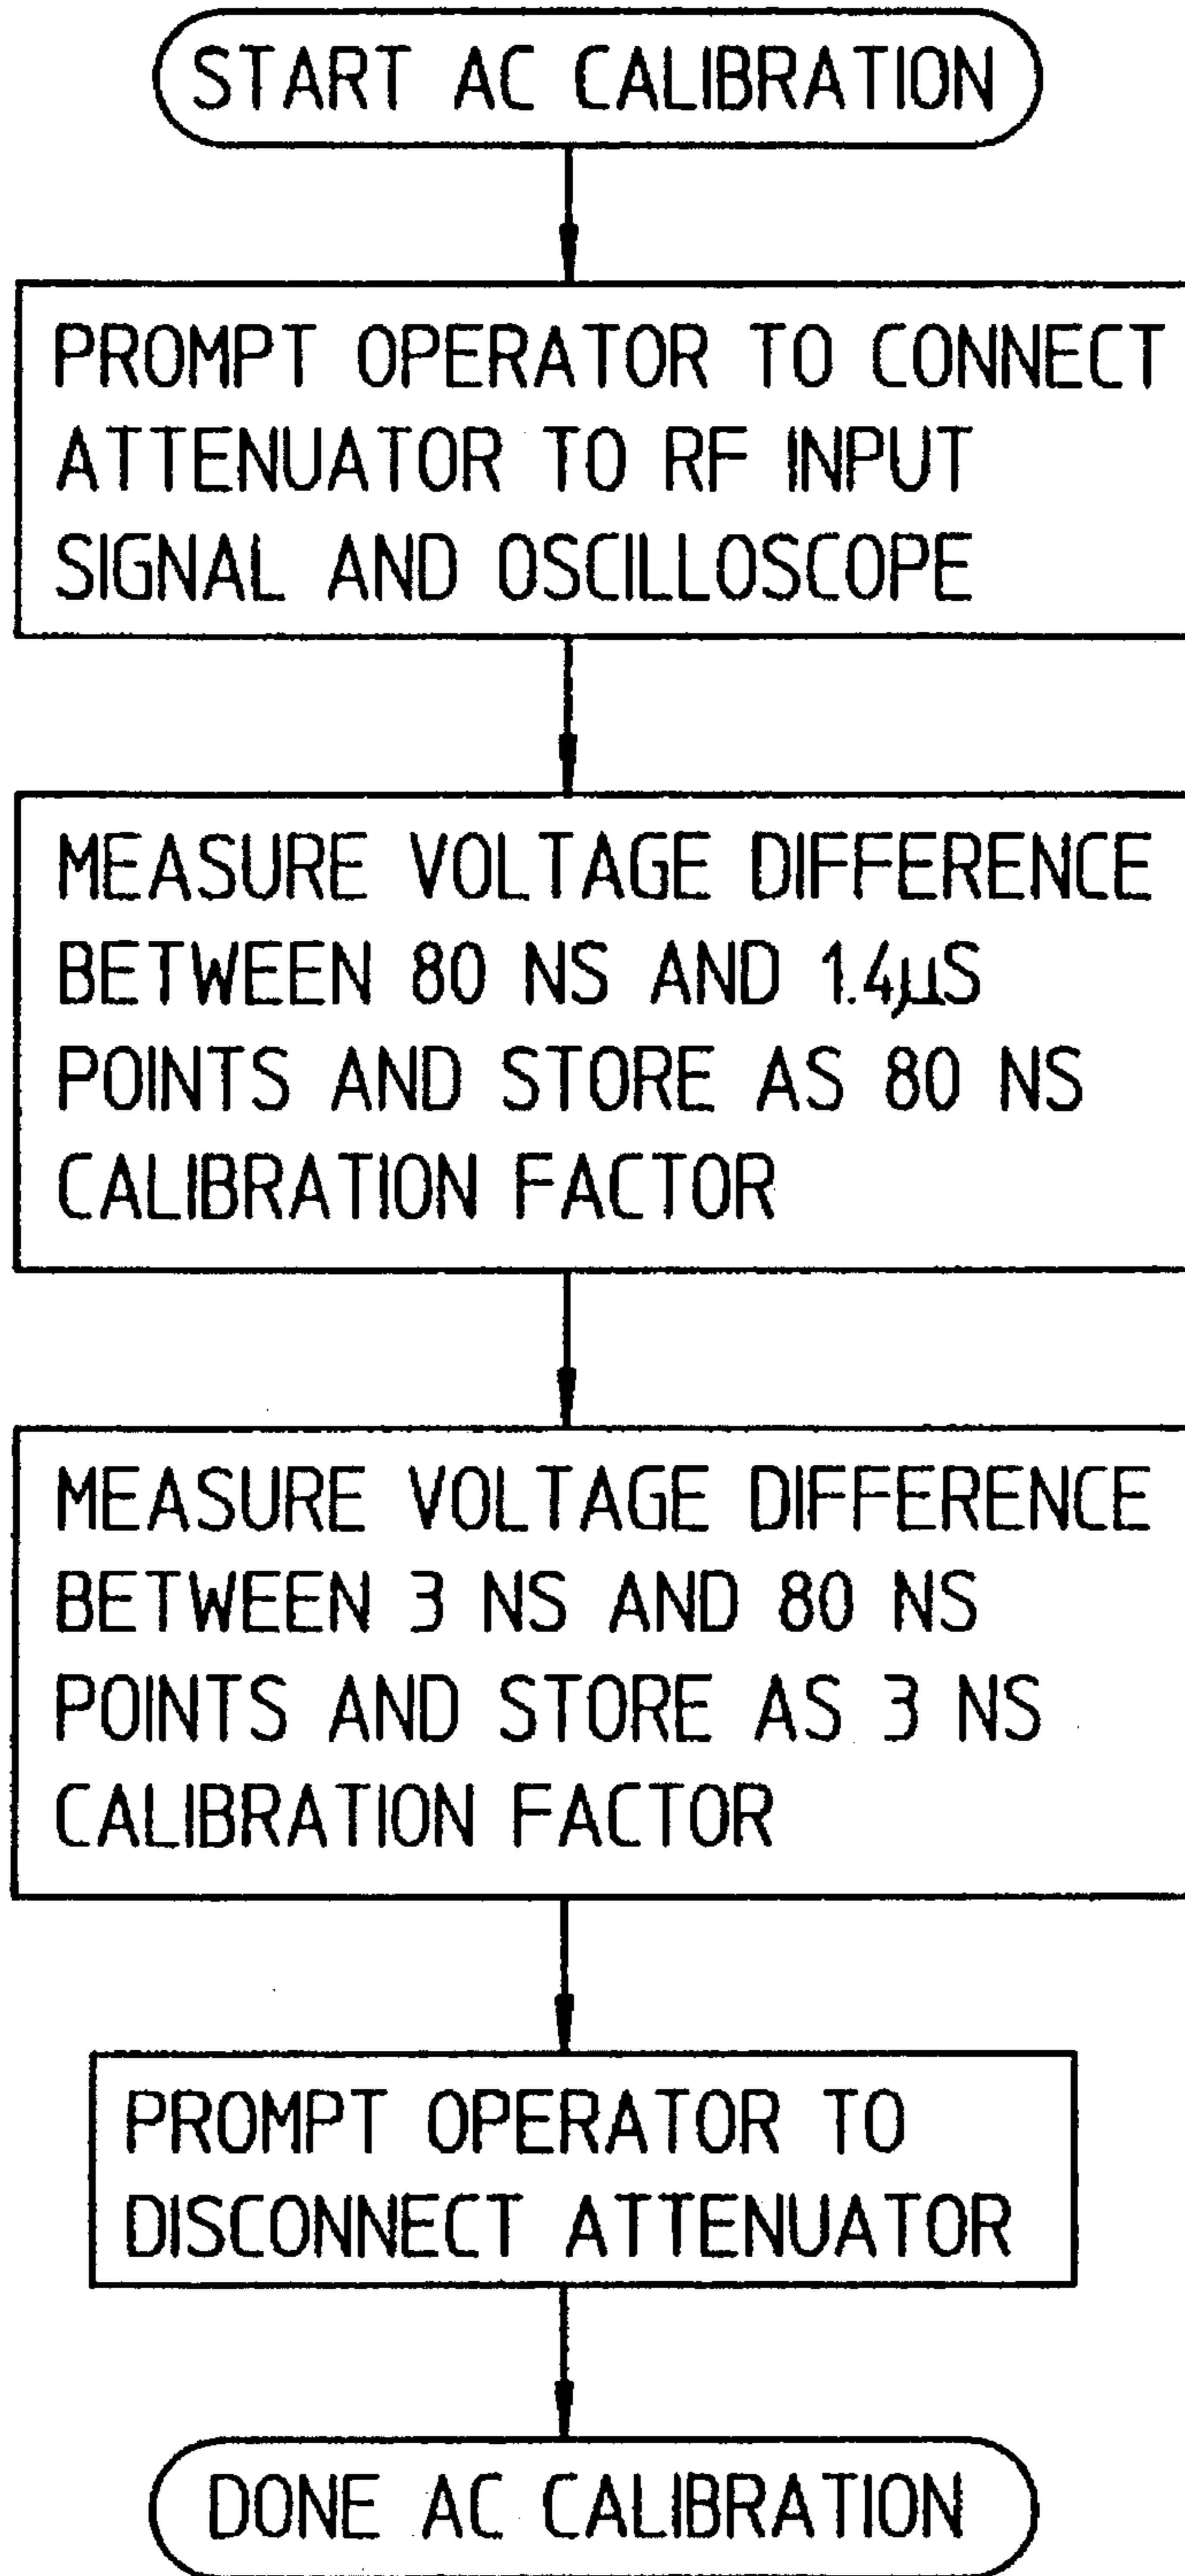 START AC CALIBRATION
PROMPT OPERATOR TO CONNECT
ATTENUATOR TO RF INPUT
SIGNAL AND OSCILLOSCOPE
MEASURE VOLTAGE DIFFERENCE
BETWEEN 80 NS AND 1.4µS
POINTS AND STORE AS 80 NS
CALIBRATION FACTOR
MEASURE VOLTAGE DIFFERENCE
BETWEEN 3 NS AND 80 NS
POINTS AND STORE AS 3 NS
CALIBRATION FACTOR
PROMPT OPERATOR TO
DISCONNECT ATTENUATOR
DONE AC CALIBRATION